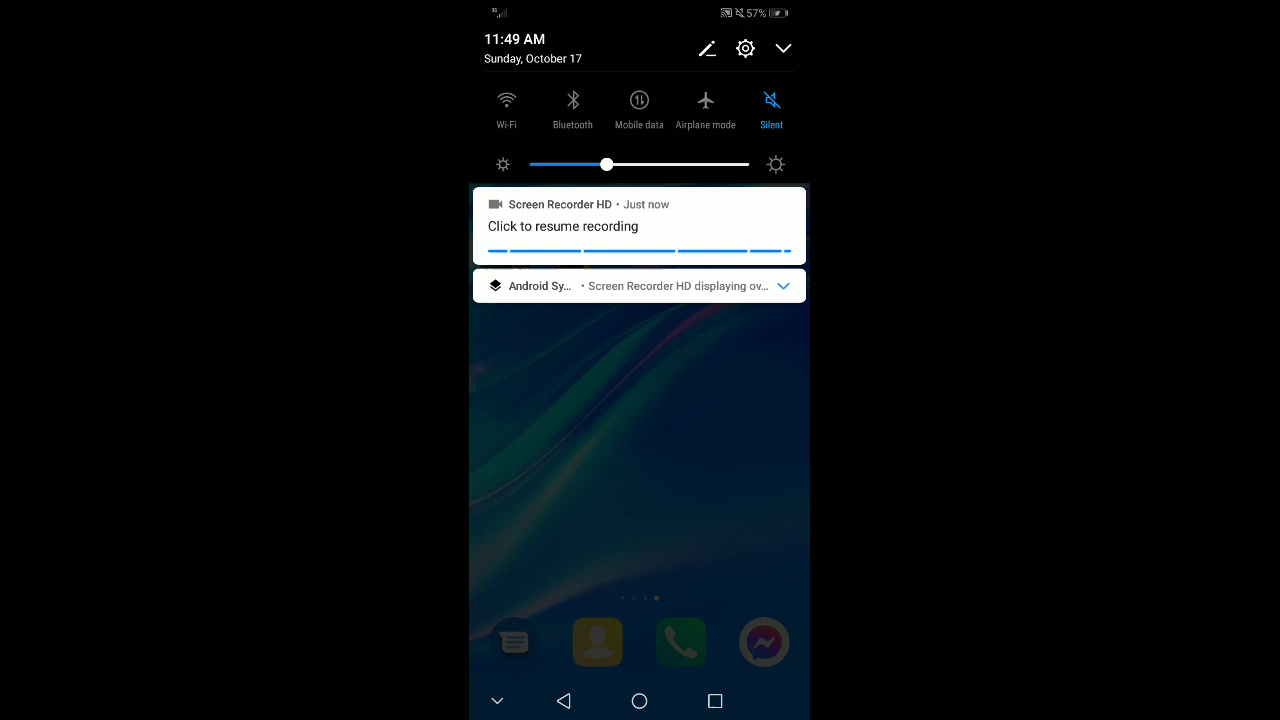 3G 57%
11:49 AM
Sunday, October 17
Wi-Fi Bluetooth Mobile data Airplane mode Silent
Screen Recorder HD • Just now
Click to resume recording
Android Sy... • Screen Recorder HD displaying ov...